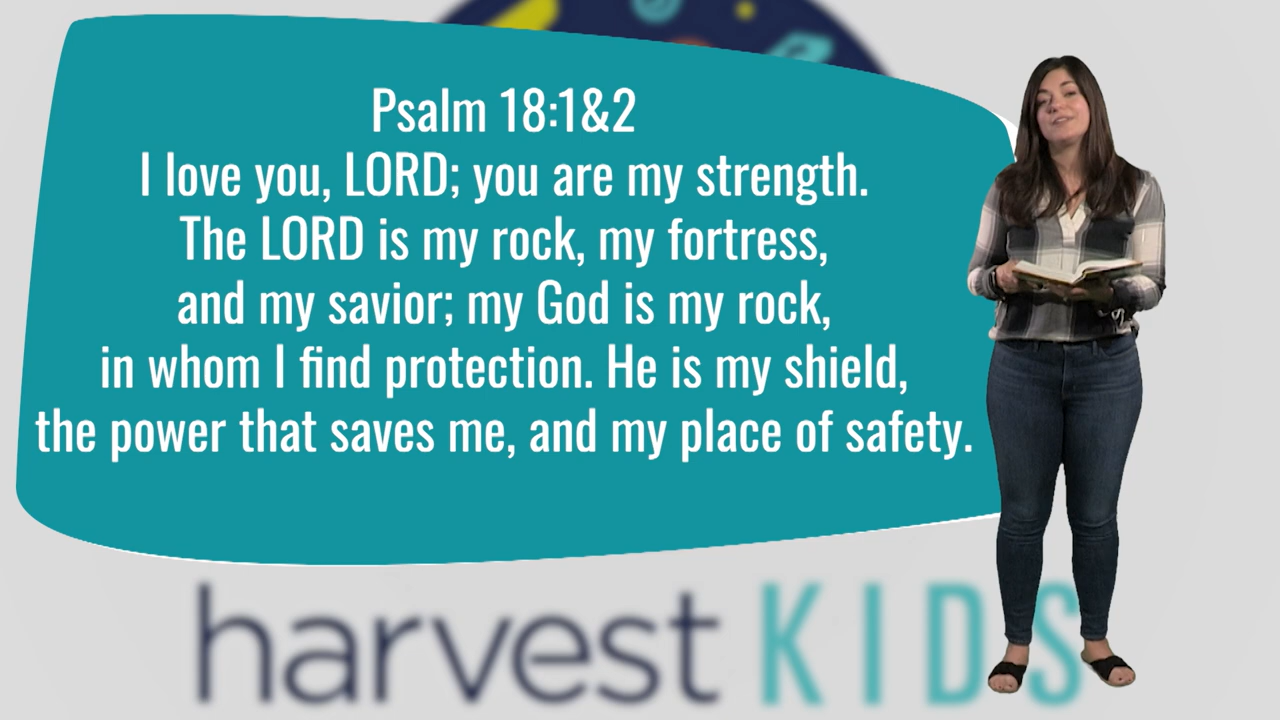 Psalm 18:1&2
I love you, LORD; you are my strength.
The LORD is my rock, my fortress,
and my savior; my God is my rock,
in whom I find protection. He is my shield,
the power that saves me, and my place of safety.
harvest KIDS